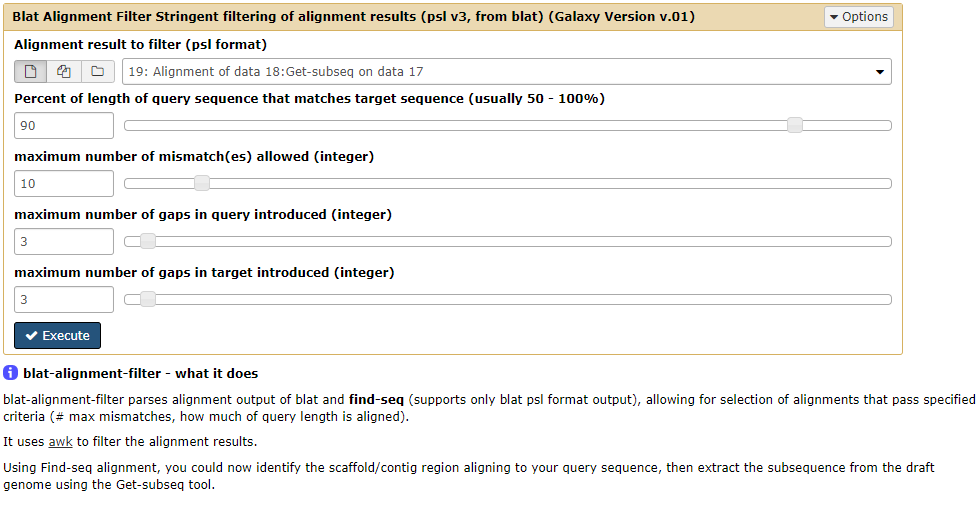 Blat Alignment Filter Stringent filtering of alignment results (psl v3, from blat) (Galaxy Version v.01)
Options
Alignment result to filter (psl format)
19: Alignment of data 18:Get-subseq on data 17
Percent of length of query sequence that matches target sequence (usually 50 - 100%)
90
maximum number of mismatch(es) allowed (integer)
10
maximum number of gaps in query introduced (integer)
3
maximum number of gaps in target introduced (integer)
3
Execute
blat-alignment-filter - what it does
blat-alignment-filter parses alignment output of blat and find-seq (supports only blat psl format output), allowing for selection of alignments that pass specified
criteria (# max mismatches, how much of query length is aligned).
It uses awk to filter the alignment results.
Using Find-seq alignment, you could now identify the scaffold/contig region aligning to your query sequence, then extract the subsequence from the draft
genome using the Get-subseq tool.